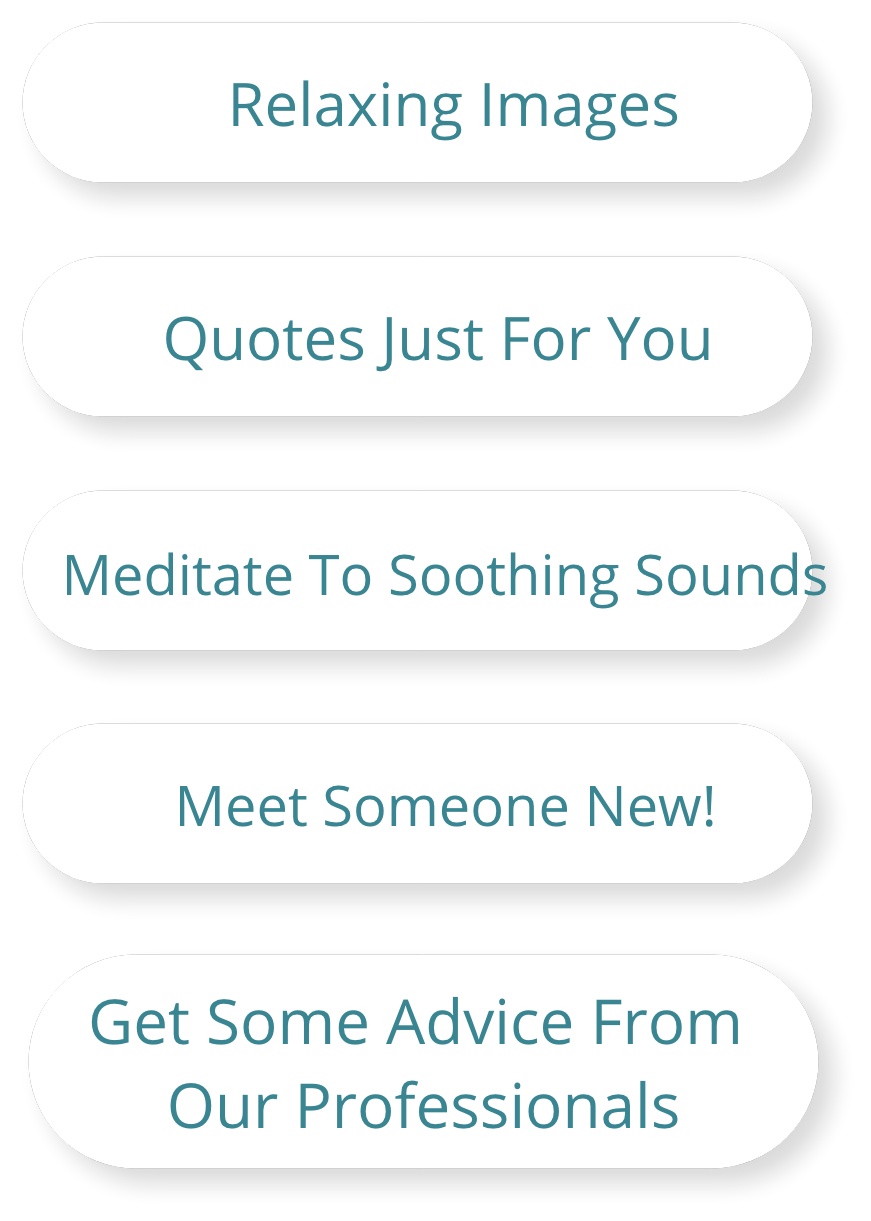 Relaxing Images
Quotes Just For You
Meditate To Soothing Sounds
Meet Someone New!
Get Some Advice From
Our Professionals